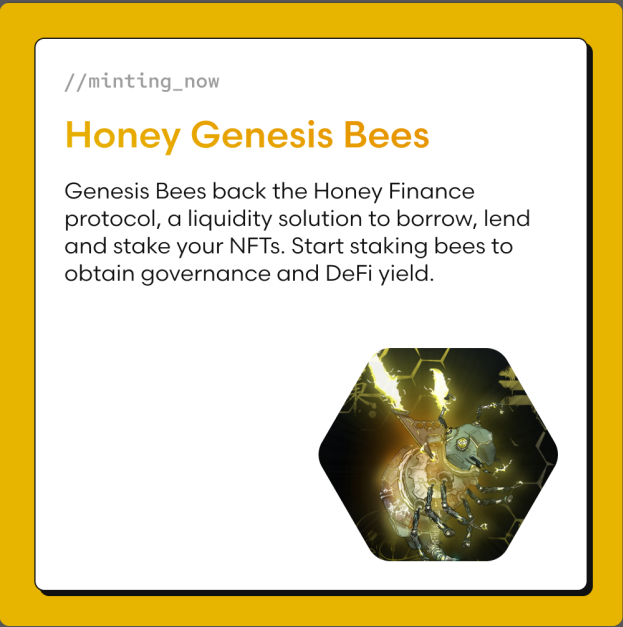 //minting_now
Honey Genesis Bees
Genesis Bees back the Honey Finance
protocol, a liquidity solution to borrow, lend
and stake your NFTs. Start staking bees to
obtain governance and DeFi yield.